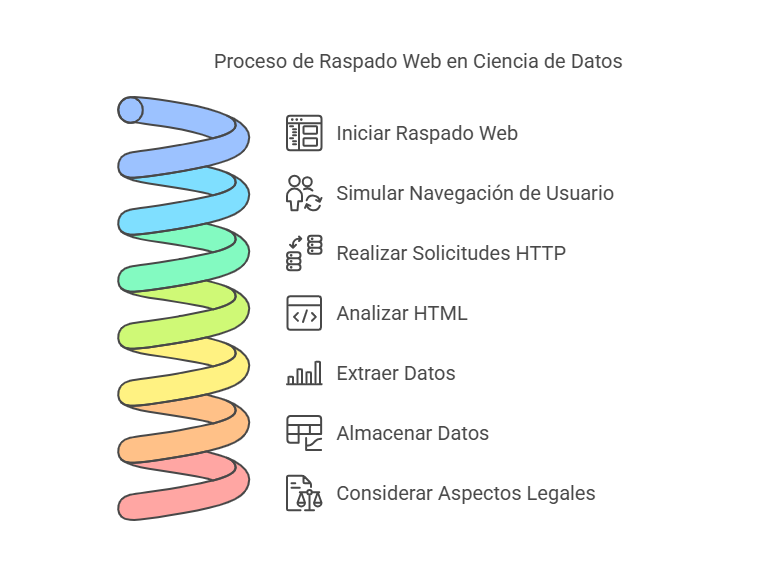 Proceso de Raspado Web en Ciencia de Datos
Iniciar Raspado Web
Simular Navegación de Usuario
Realizar Solicitudes HTTP
Analizar HTML
Extraer Datos
Almacenar Datos
Considerar Aspectos Legales